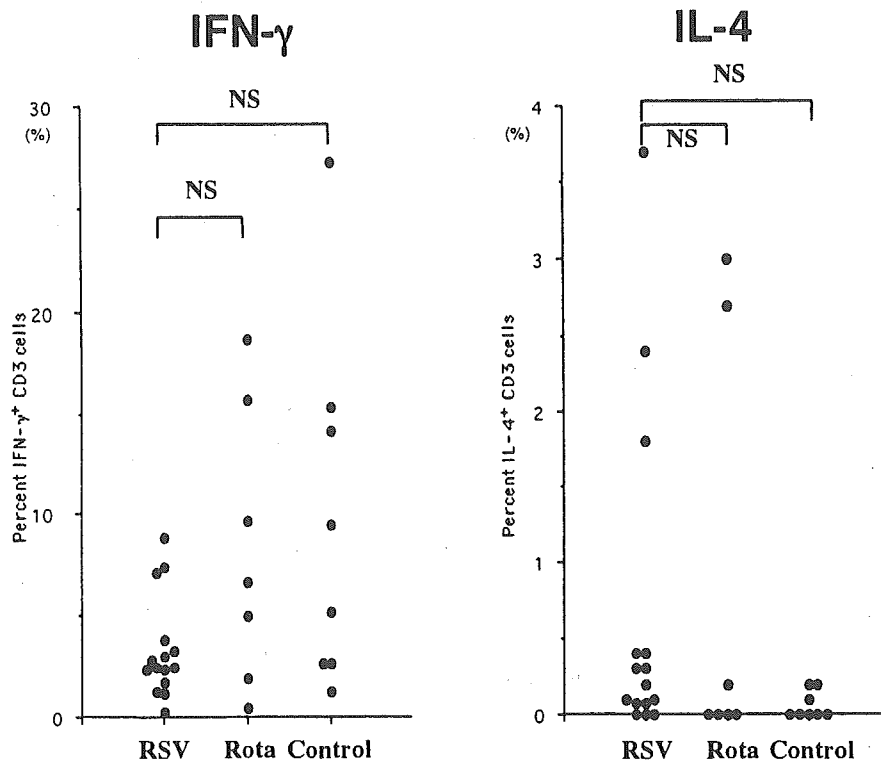 IFN-γ
NS
NS
30
(%)
20
10
0
Percent IFN-γ+ CD3 cells
RSV Rota Control
IL-4
NS
NS
4
(%)
3
2
1
0
Percent IL-4+ CD3 cells
RSV Rota Control